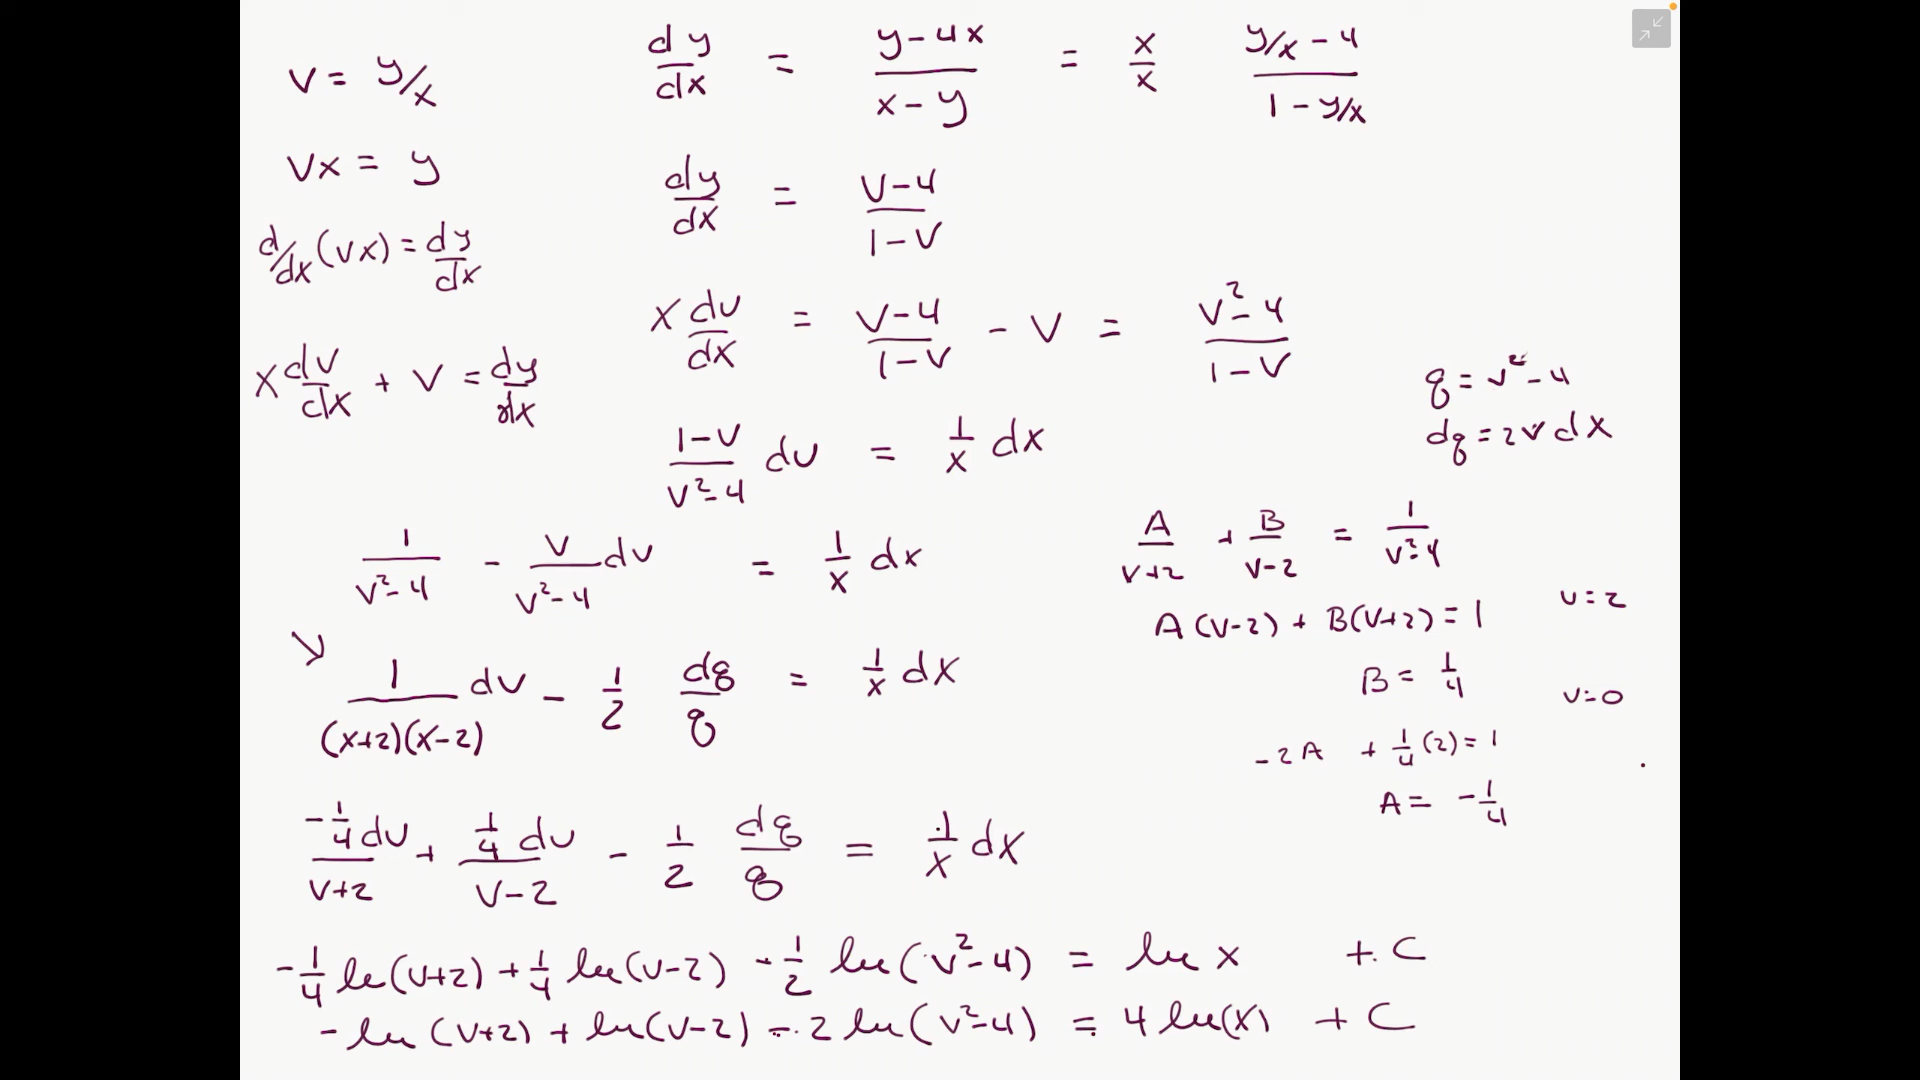 v = y/x
dy/dx = (y-4x)/(x-y) = x/x (y/x - 4)/(1 - y/x)
vx = y
dy/dx = (v-4)/(1-v)
d/dx (vx) = dy/dx
x dv/dx = (v-4)/(1-v) - v = (v²-4)/(1-v)
x dv/dx + v = dy/dx
q = v²-4
dq = 2v dx
(1-v)/(v²-4) dv = 1/x dx
1/(v²-4) - v/(v²-4) dv = 1/x dx
A/(v+2) + B/(v-2) = 1/(v²-4)
A(v-2) + B(v+2) = 1 v=2
B = 1/4 v=0
-2A + 1/4 (2) = 1
A = -1/4
↘ 1/((x+2)(x-2)) dv - 1/2 dq/q = 1/x dx
(-1/4 dv)/(v+2) + (1/4 dv)/(v-2) - 1/2 dq/q = 1/x dx
-1/4 ln(v+2) + 1/4 ln(v-2) - 1/2 ln(v²-4) = ln x + C
-ln(v+2) + ln(v-2) - 2 ln(v²-4) = 4 ln(x) + C